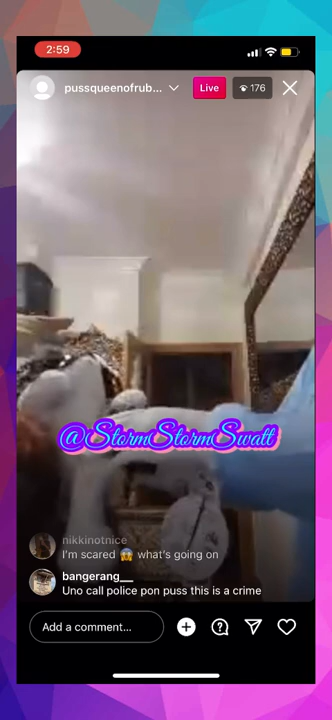 2:59
pussqueenofrub...
Live
176
@StormStormSwatt
nikkinotnice
I'm scared 😱 what's going on
bangerang__
Uno call police pon puss this is a crime
Add a comment...